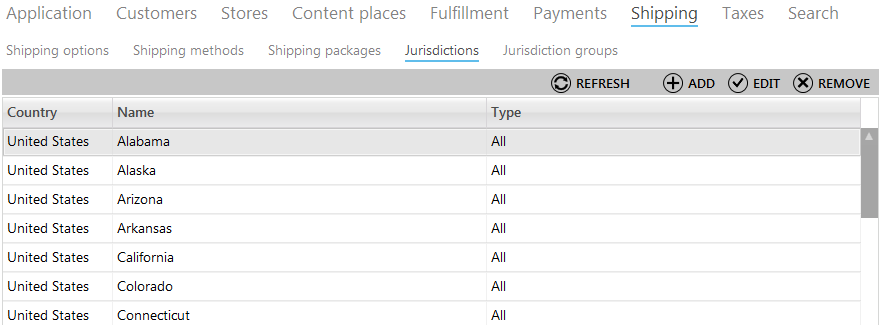 Application Customers Stores Content places Fulfillment Payments Shipping Taxes Search
Shipping options Shipping methods Shipping packages Jurisdictions Jurisdiction groups
REFRESH ADD EDIT REMOVE
Country Name Type
United States Alabama All
United States Alaska All
United States Arizona All
United States Arkansas All
United States California All
United States Colorado All
United States Connecticut All